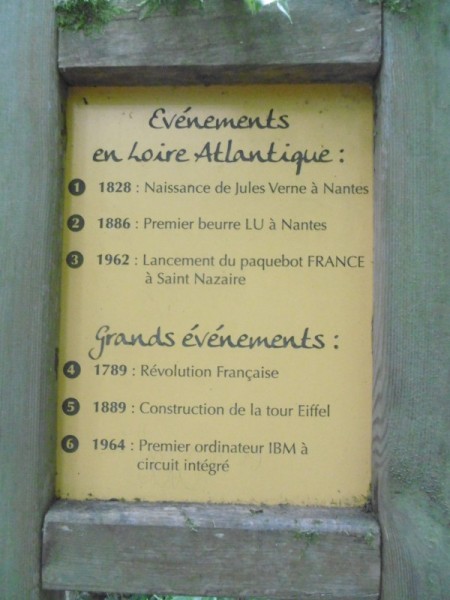 Evénements
en Loire Atlantique :
1 1828 : Naissance de Jules Verne à Nantes
2 1886 : Premier beurre LU à Nantes
3 1962 : Lancement du paquebot FRANCE
à Saint Nazaire
Grands événements :
4 1789 : Révolution Française
5 1889 : Construction de la tour Eiffel
6 1964 : Premier ordinateur IBM à
circuit intégré